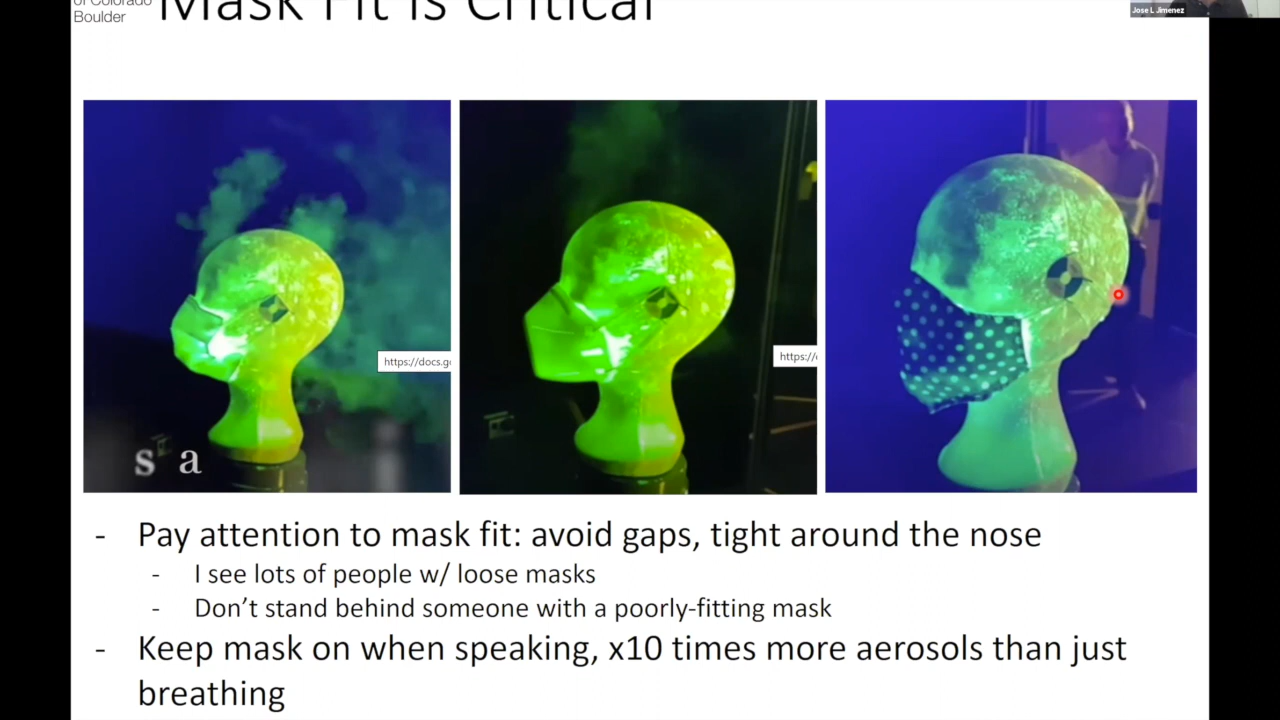 of Colorado
Boulder
Mask Fit is Critical
Jose L Jimenez
https://docs.g
https://
s a
- Pay attention to mask fit: avoid gaps, tight around the nose
- I see lots of people w/ loose masks
- Don't stand behind someone with a poorly-fitting mask
- Keep mask on when speaking, x10 times more aerosols than just
breathing